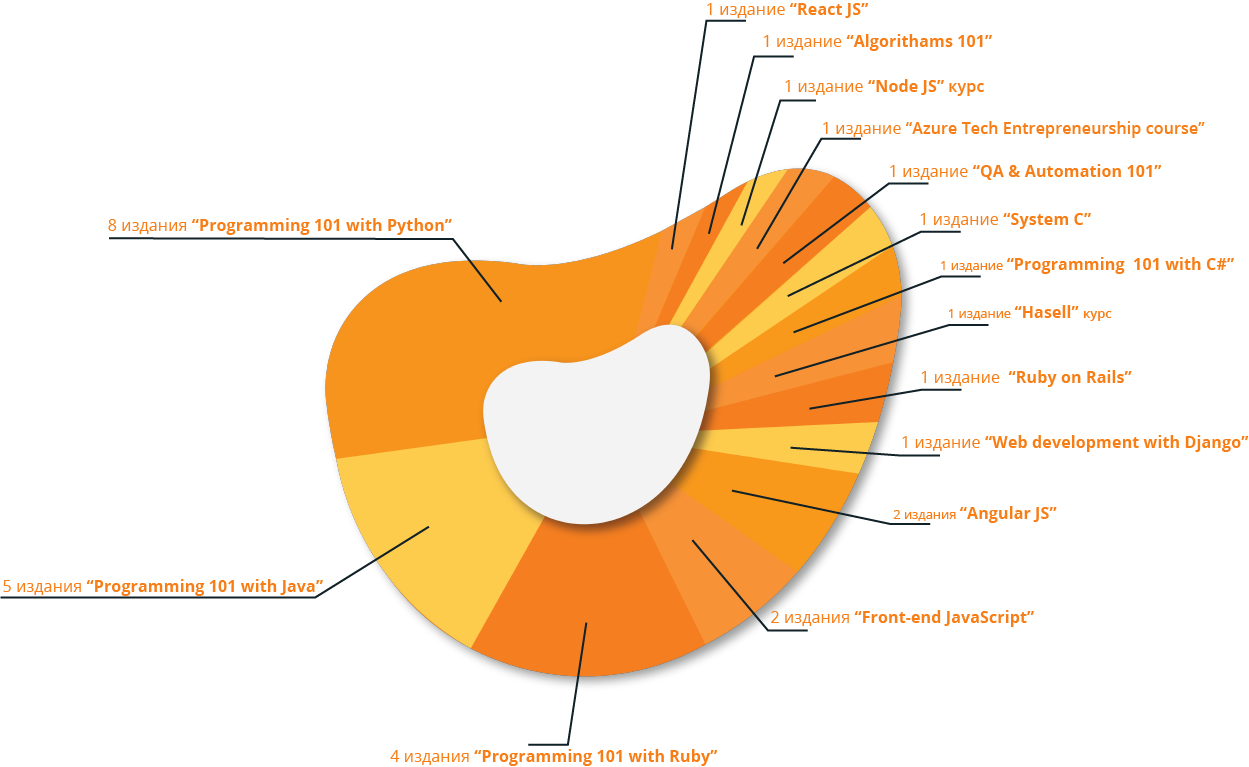 1 издание “React JS”
1 издание “Algorithams 101”
1 издание “Node JS” курс
1 издание “Azure Tech Entrepreneurship course”
1 издание “QA & Automation 101”
1 издание “System C”
8 издания “Programming 101 with Python”
1 издание “Programming 101 with C#”
1 издание “Hasell” курс
1 издание “Ruby on Rails”
1 издание “Web development with Django”
2 издания “Angular JS”
5 издания “Programming 101 with Java”
2 издания “Front-end JavaScript”
4 издания “Programming 101 with Ruby”